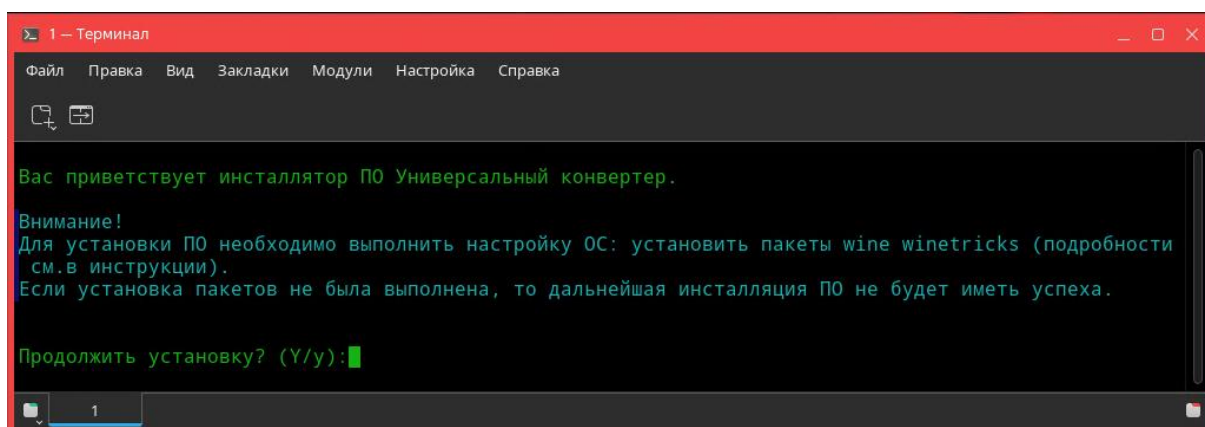 1 — Терминал
Файл Правка Вид Закладки Модули Настройка Справка
Вас приветствует инсталлятор ПО Универсальный конвертер.
Внимание!
Для установки ПО необходимо выполнить настройку ОС: установить пакеты wine winetricks (подробности
см.в инструкции).
Если установка пакетов не была выполнена, то дальнейшая инсталляция ПО не будет иметь успеха.
Продолжить установку? (Y/y):
1